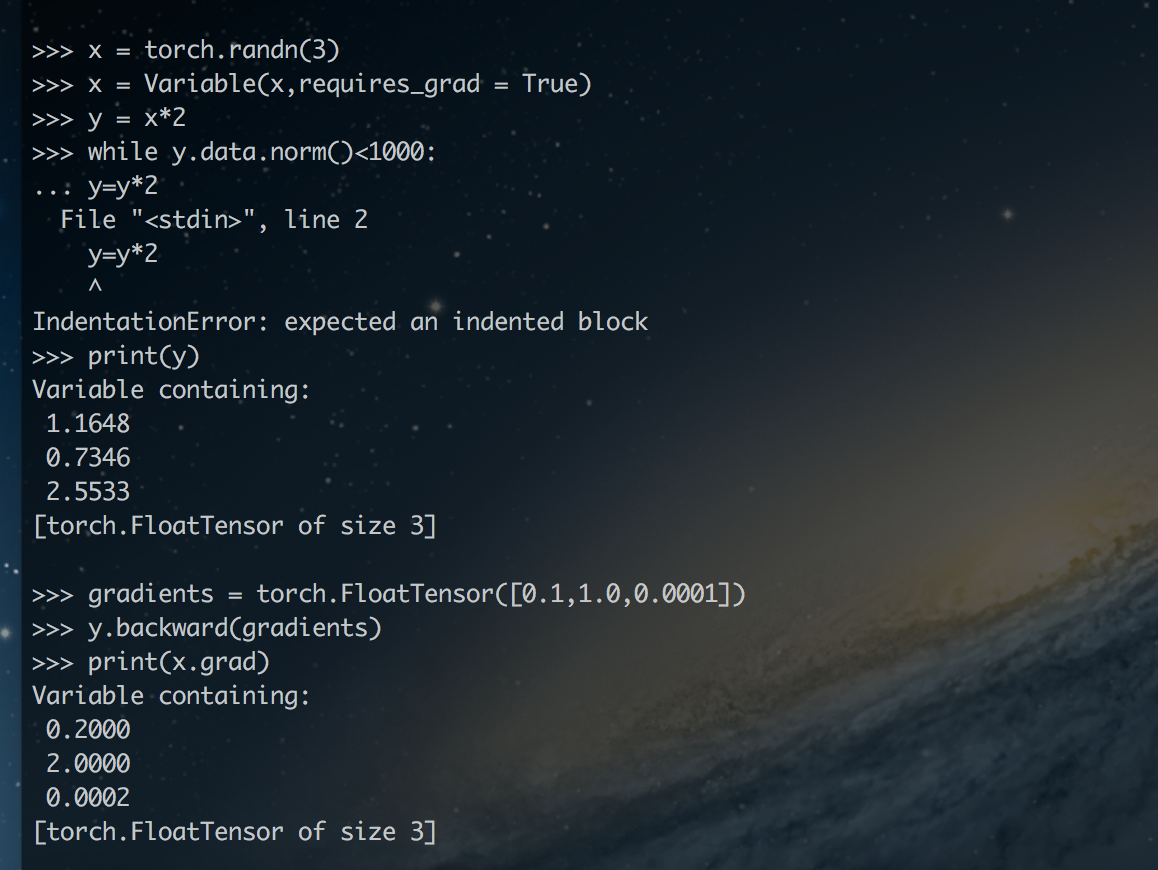 >>> x = torch.randn(3)
>>> x = Variable(x,requires_grad = True)
>>> y = x*2
>>> while y.data.norm()<1000:
... y=y*2
  File "<stdin>", line 2
    y=y*2
    ^
IndentationError: expected an indented block
>>> print(y)
Variable containing:
 1.1648
 0.7346
 2.5533
[torch.FloatTensor of size 3]

>>> gradients = torch.FloatTensor([0.1,1.0,0.0001])
>>> y.backward(gradients)
>>> print(x.grad)
Variable containing:
 0.2000
 2.0000
 0.0002
[torch.FloatTensor of size 3]